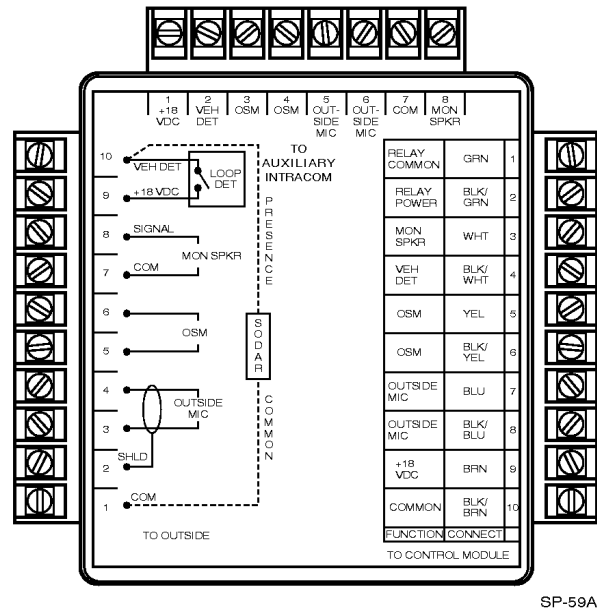 1 2 3 4 5 6 7 8
+18 VEH OSM OSM OUT- OUT- COM MON
VDC DET SIDE SIDE SPKR
MIC MIC
TO
AUXILIARY
INTRACOM
10 VEH DET
LOOP
DET
9 +18 VDC
8 SIGNAL
MON SPKR
7 COM
6
OSM
5
4
OUTSIDE
MIC
3
SHLD
2
COM
1
TO OUTSIDE
PRESENCE
SODAR
COMMON
RELAY COMMON GRN 1
RELAY POWER BLK/GRN 2
MON SPKR WHT 3
VEH DET BLK/WHT 4
OSM YEL 5
OSM BLK/YEL 6
OUTSIDE MIC BLU 7
OUTSIDE MIC BLK/BLU 8
+18 VDC BRN 9
COMMON BLK/BRN 10
FUNCTION CONNECT
TO CONTROL MODULE
SP-59A